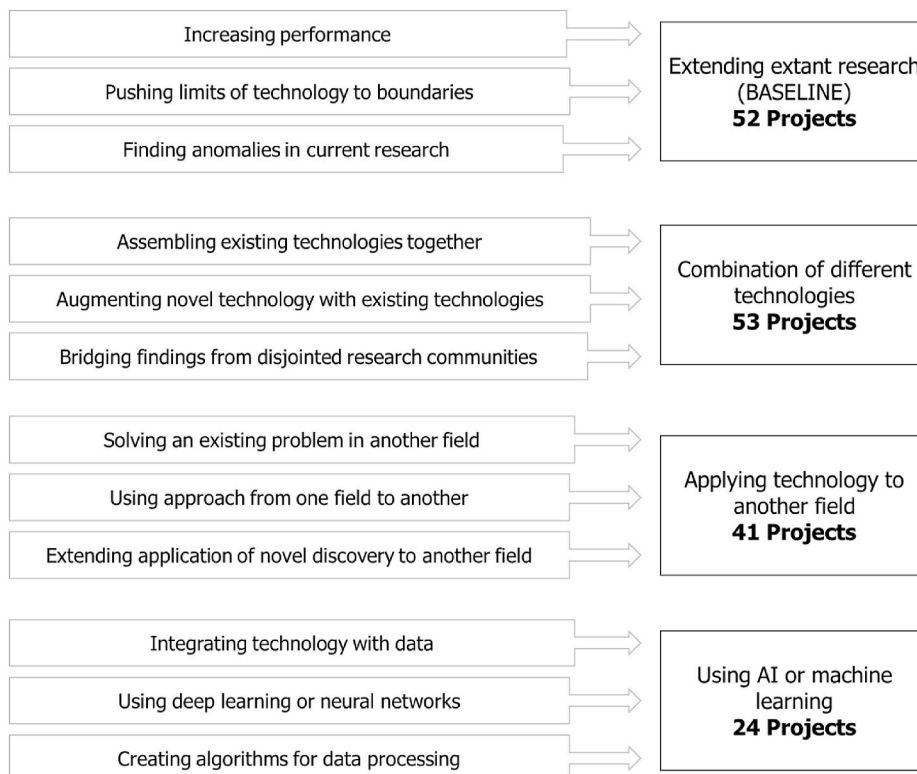 Increasing performance
Pushing limits of technology to boundaries
Finding anomalies in current research
Extending extant research
(BASELINE)
52 Projects
Assembling existing technologies together
Augmenting novel technology with existing technologies
Bridging findings from disjointed research communities
Combination of different
technologies
53 Projects
Solving an existing problem in another field
Using approach from one field to another
Extending application of novel discovery to another field
Applying technology to
another field
41 Projects
Integrating technology with data
Using deep learning or neural networks
Creating algorithms for data processing
Using AI or machine
learning
24 Projects